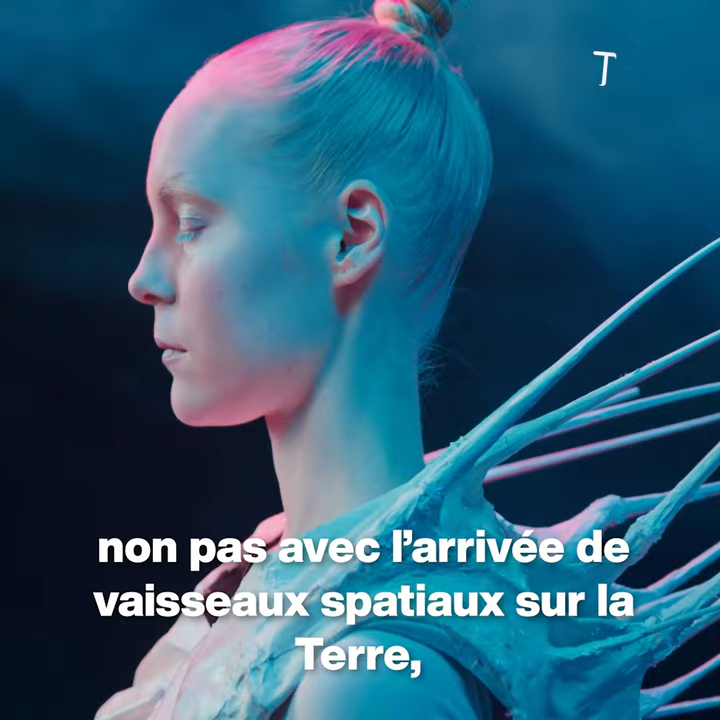 T
non pas avec l’arrivée de
vaisseaux spatiaux sur la
Terre,